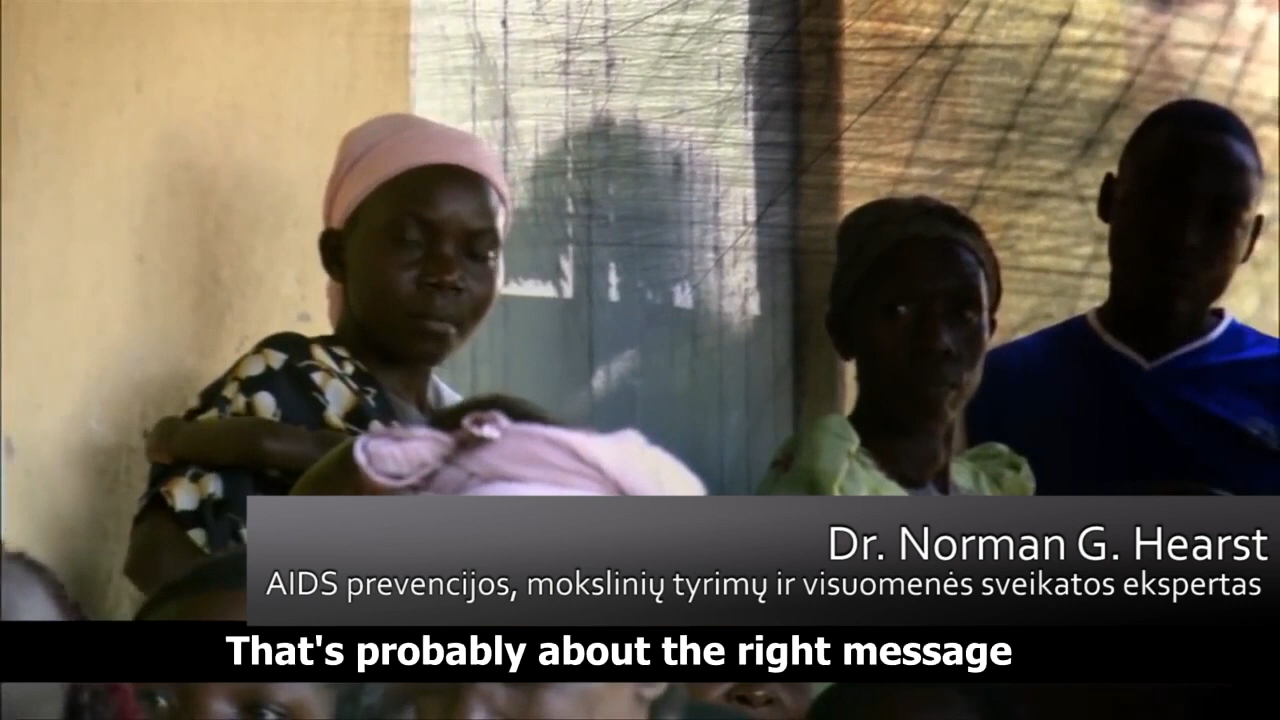 Dr. Norman G. Hearst
AIDS prevencijos, mokslinių tyrimų ir visuomenės sveikatos ekspertas
That's probably about the right message